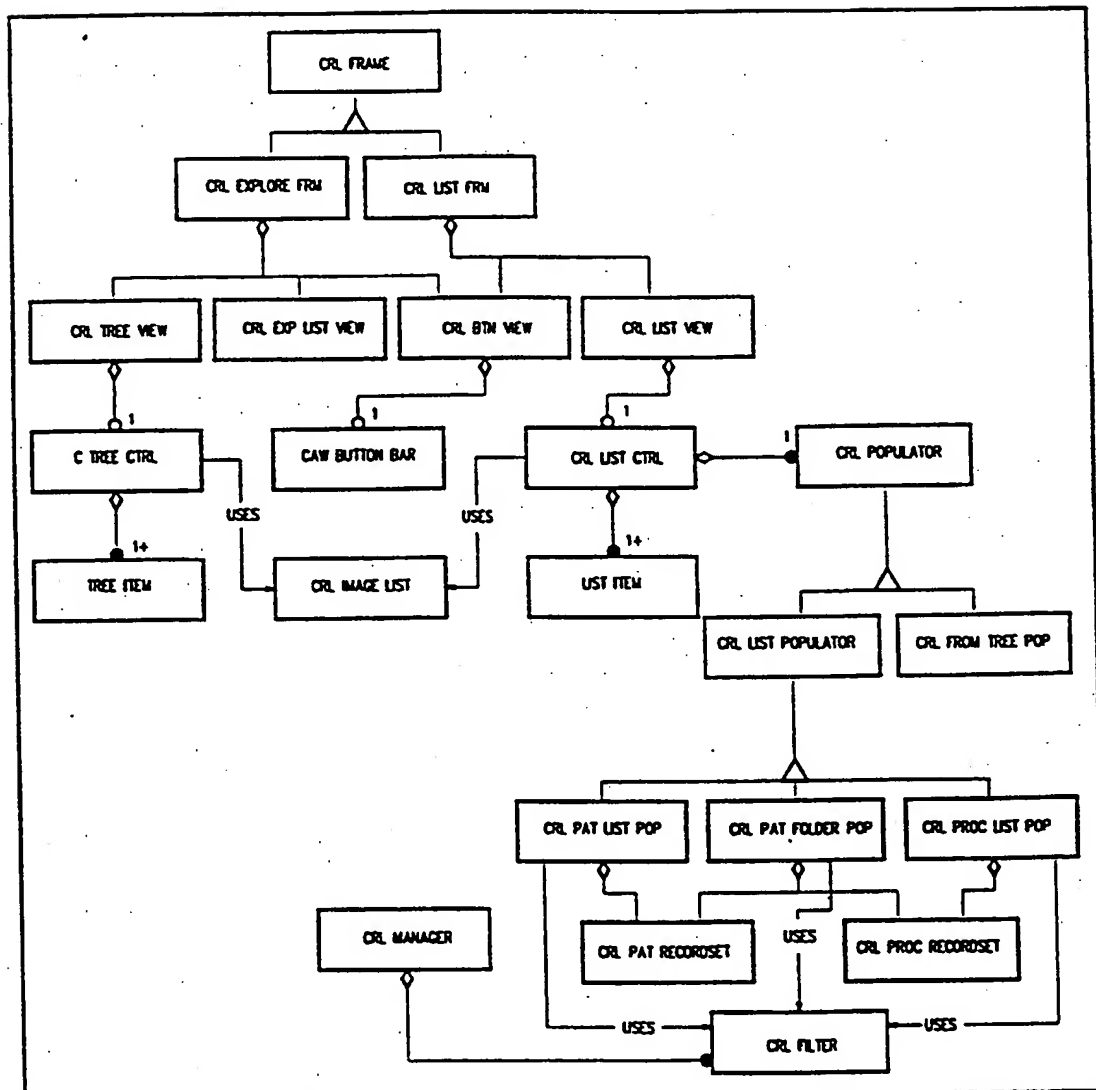 CRL FRAME
CRL EXPLORE FRM
CRL LIST FRM
CRL TREE VIEW
CRL EXP LIST VIEW
CRL BTN VIEW
CRL LIST VIEW
1
1
1
1
C TREE CTRL
CAW BUTTON BAR
CRL LIST CTRL
CRL POPULATOR
USES
USES
1+
1+
TREE ITEM
CRL IMAGE LIST
LIST ITEM
CRL LIST POPULATOR
CRL FROM TREE POP
CRL PAT LIST POP
CRL PAT FOLDER POP
CRL PROC LIST POP
CRL MANAGER
CRL PAT RECORDSET
USES
CRL PROC RECORDSET
USES
USES
CRL FILTER